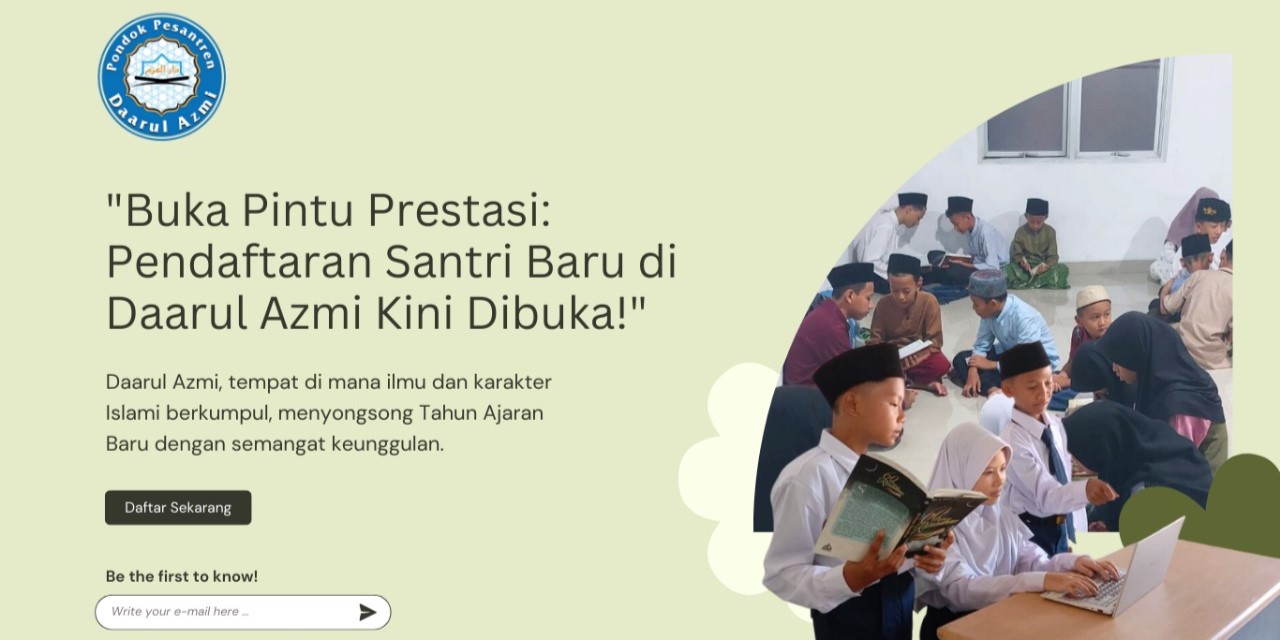 Pondok Pesantren
Daarul Azmi
"Buka Pintu Prestasi:
Pendaftaran Santri Baru di
Daarul Azmi Kini Dibuka!"
Daarul Azmi, tempat di mana ilmu dan karakter
Islami berkumpul, menyongsong Tahun Ajaran
Baru dengan semangat keunggulan.
Daftar Sekarang
Be the first to know!
Write your e-mail here ...